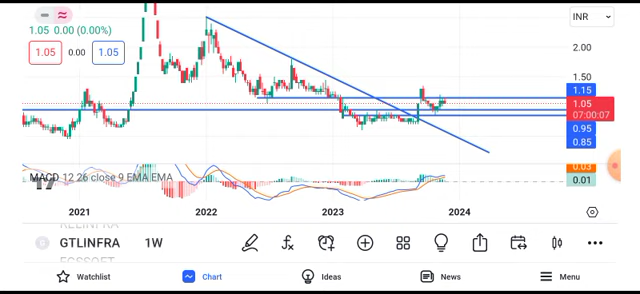 INR
1.05 0.00 (0.00%)
1.05 0.00 1.05
2.00
1.50
1.15
1.05
07:00:07
0.95
0.85
MACD 12 26 close 9 EMA EMA
0.03
0.01
2021 2022 2023 2024
GTLINFRA 1W
Watchlist Chart Ideas News Menu